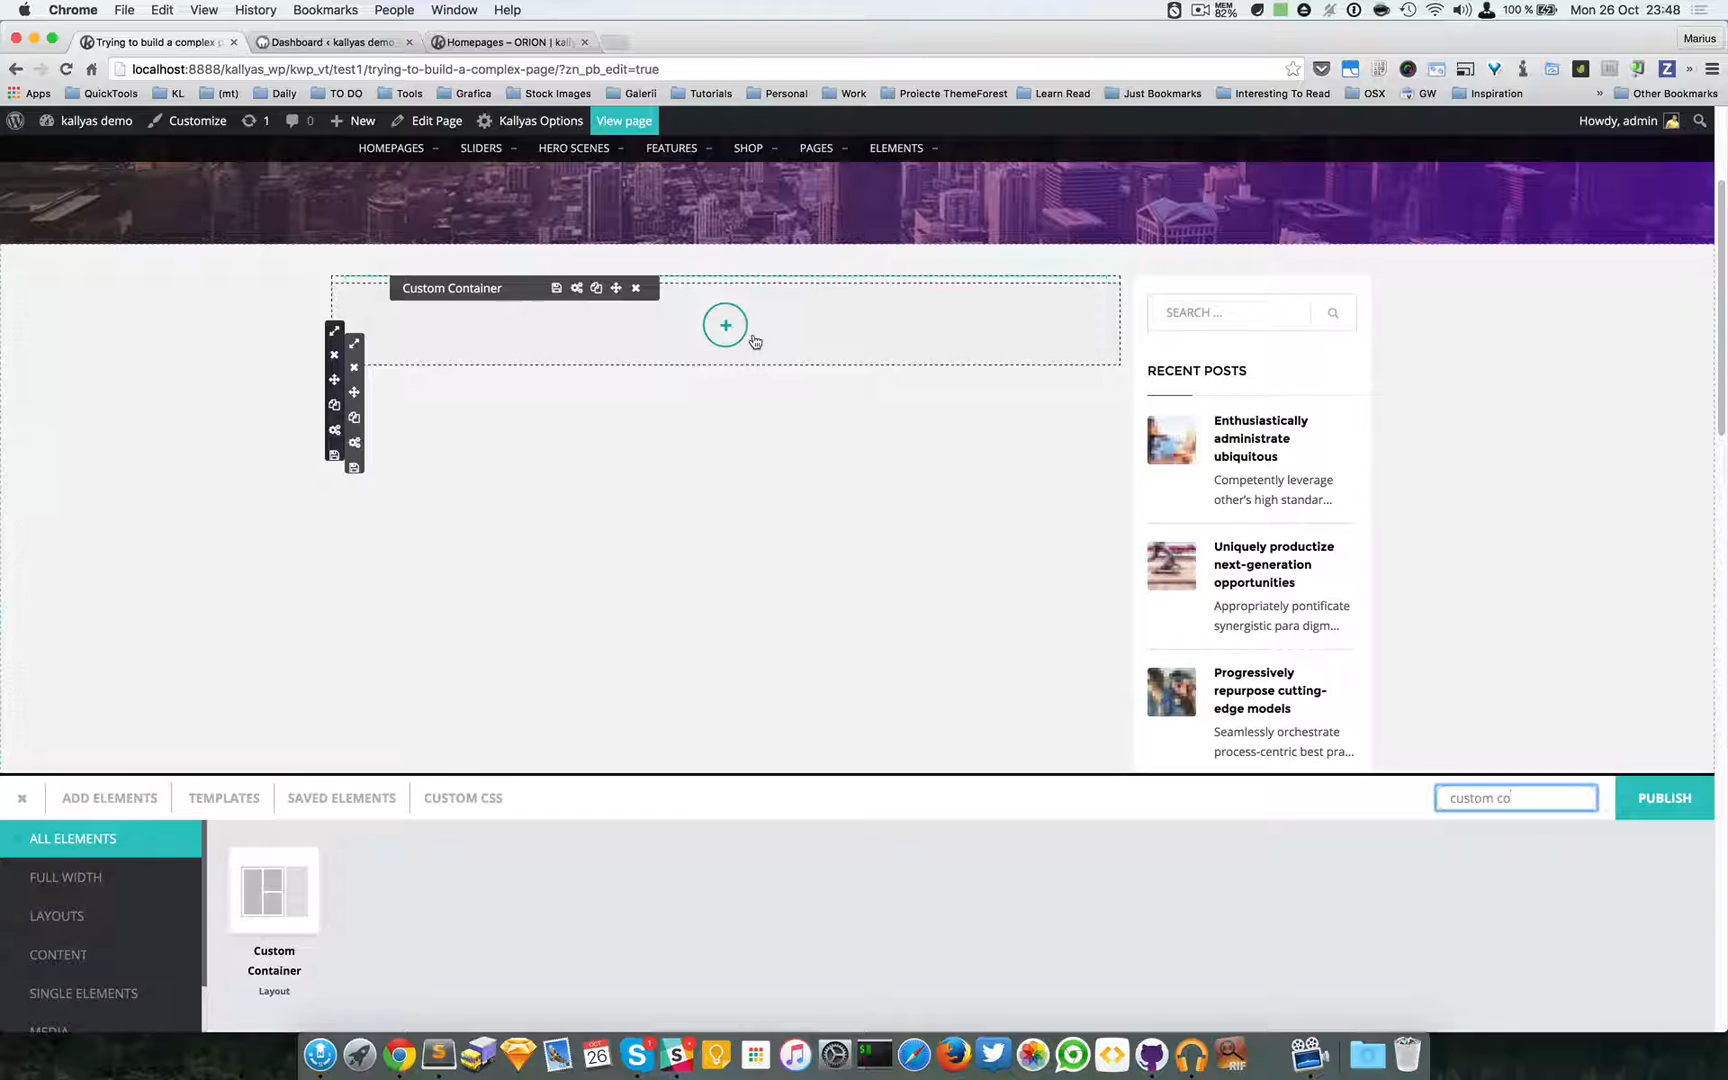 Chrome File Edit View History Bookmarks People Window Help MEM 82% 100 % Mon 26 Oct 23:48
Trying to build a complex p Dashboard ‹ kallyas demo Homepages – ORION | kall Marius
localhost:8888/kallyas_wp/kwp_vt/test1/trying-to-build-a-complex-page/?zn_pb_edit=true
Apps QuickTools KL (mt) Daily TO DO Tools Grafica Stock Images Galerii Tutorials Personal Work Proiecte ThemeForest Learn Read Just Bookmarks Interesting To Read OSX GW Inspiration » Other Bookmarks
kallyas demo Customize 1 0 New Edit Page Kallyas Options View page Howdy, admin
HOMEPAGES SLIDERS HERO SCENES FEATURES SHOP PAGES ELEMENTS
Custom Container
SEARCH ...
RECENT POSTS
Enthusiastically
administrate
ubiquitous
Competently leverage
other's high standar...
Uniquely productize
next-generation
opportunities
Appropriately pontificate
synergistic para digm...
Progressively
repurpose cutting-
edge models
Seamlessly orchestrate
process-centric best pra...
ADD ELEMENTS TEMPLATES SAVED ELEMENTS CUSTOM CSS custom co PUBLISH
ALL ELEMENTS
FULL WIDTH
LAYOUTS
CONTENT
SINGLE ELEMENTS
MEDIA
Custom
Container
Layout
OCT
26
RIF